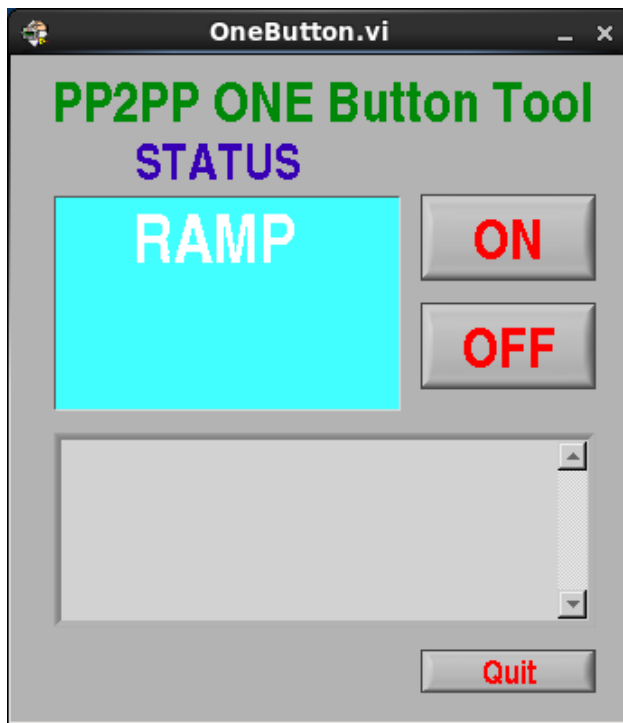 OneButton.vi
PP2PP ONE Button Tool
STATUS
RAMP
ON
OFF
Quit